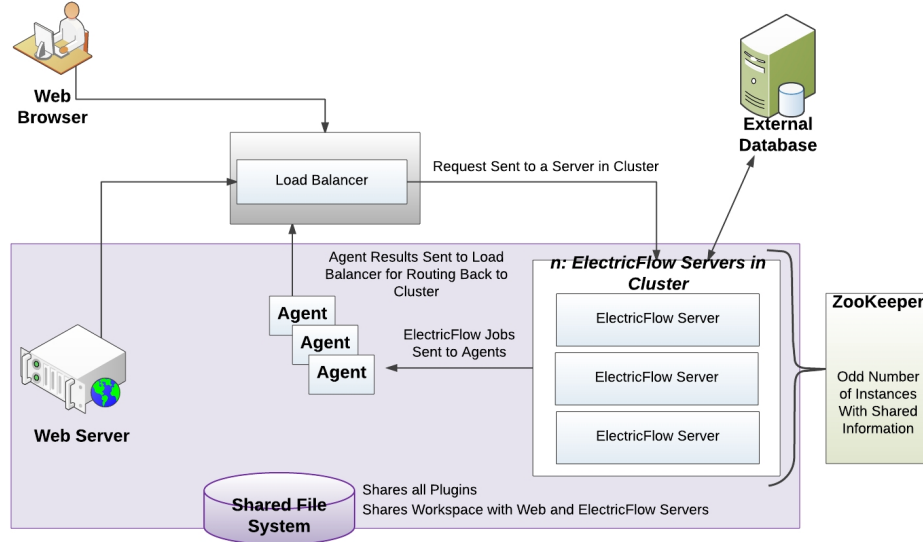 Web
Browser
External
Database
Load Balancer
Request Sent to a Server in Cluster
Agent Results Sent to Load
Balancer for Routing Back to
Cluster
n: ElectricFlow Servers in
Cluster
ElectricFlow Server
ElectricFlow Server
ElectricFlow Server
Agent
Agent
Agent
ElectricFlow Jobs
Sent to Agents
ZooKeeper
Odd Number
of Instances
With Shared
Information
Web Server
Shared File
System
Shares all Plugins
Shares Workspace with Web and ElectricFlow Servers